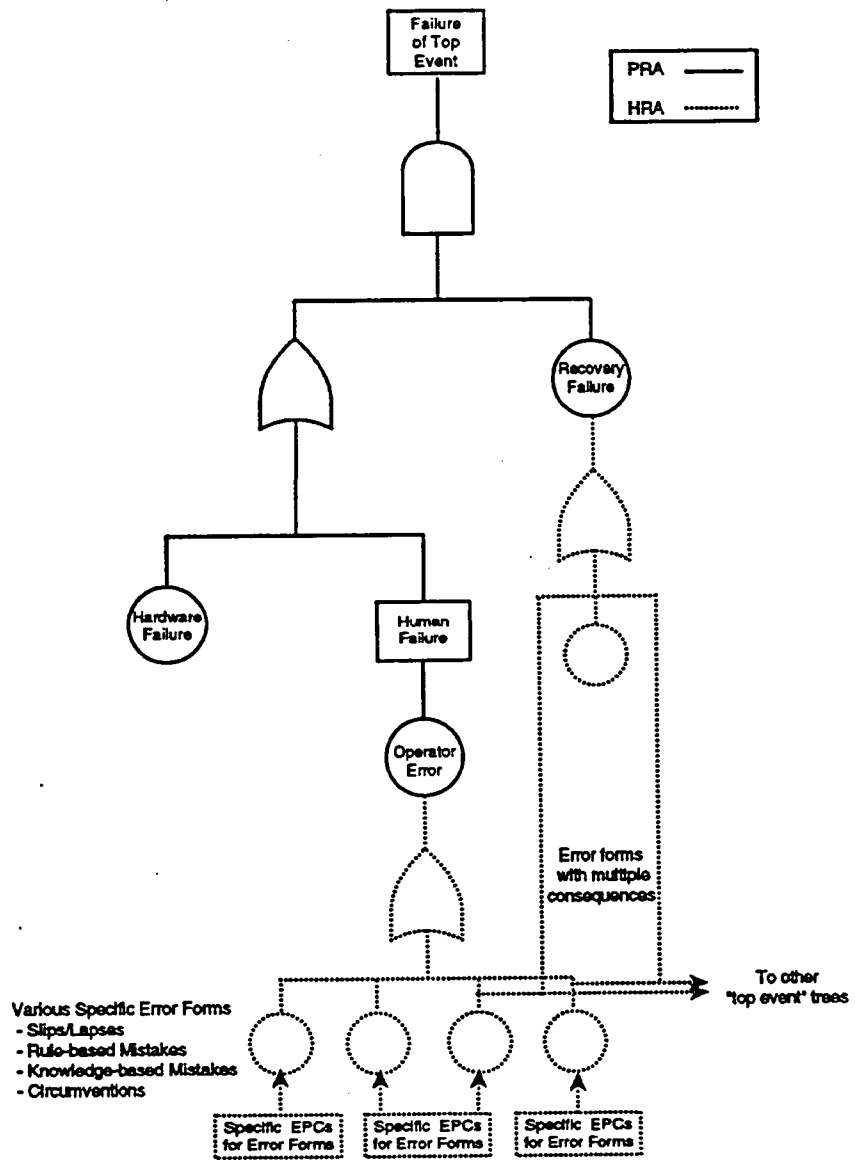 Failure
of Top
Event
PRA
HRA
Recovery
Failure
Hardware
Failure
Human
Failure
Operator
Error
Error forms
with multiple
consequences
To other
"top event" trees
Various Specific Error Forms
- Slips/Lapses
- Rule-based Mistakes
- Knowledge-based Mistakes
- Circumventions
Specific EPCs
for Error Forms
Specific EPCs
for Error Forms
Specific EPCs
for Error Forms